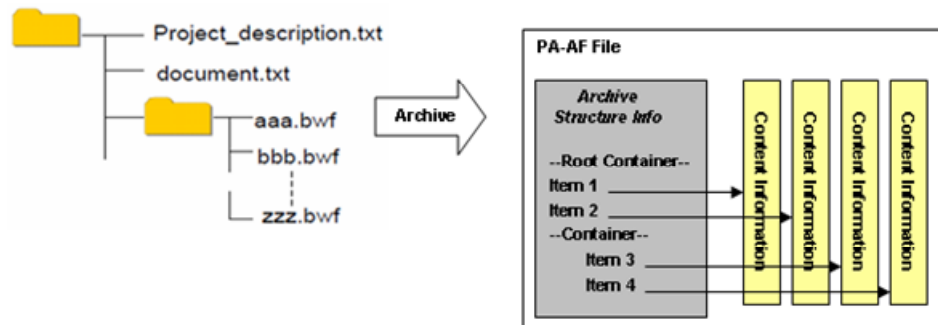 Project_description.txt
document.txt
aaa.bwf
bbb.bwf
zzz.bwf
Archive
PA-AF File
Archive
Structure Info
--Root Container--
Item 1
Item 2
--Container--
Item 3
Item 4
Content Information
Content Information
Content Information
Content Information